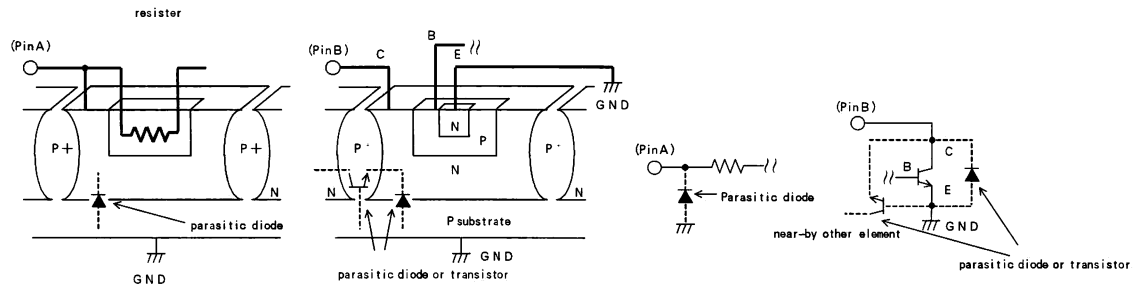 resister
(PinA)
P+
P+
N
N
parasitic diode
GND
(PinB)
C
B
E
GND
N
P
P+
P+
N
N
N
P substrate
GND
parasitic diode or transistor
(PinA)
Parasitic diode
(PinB)
C
B
E
GND
near-by other element
parasitic diode or transistor